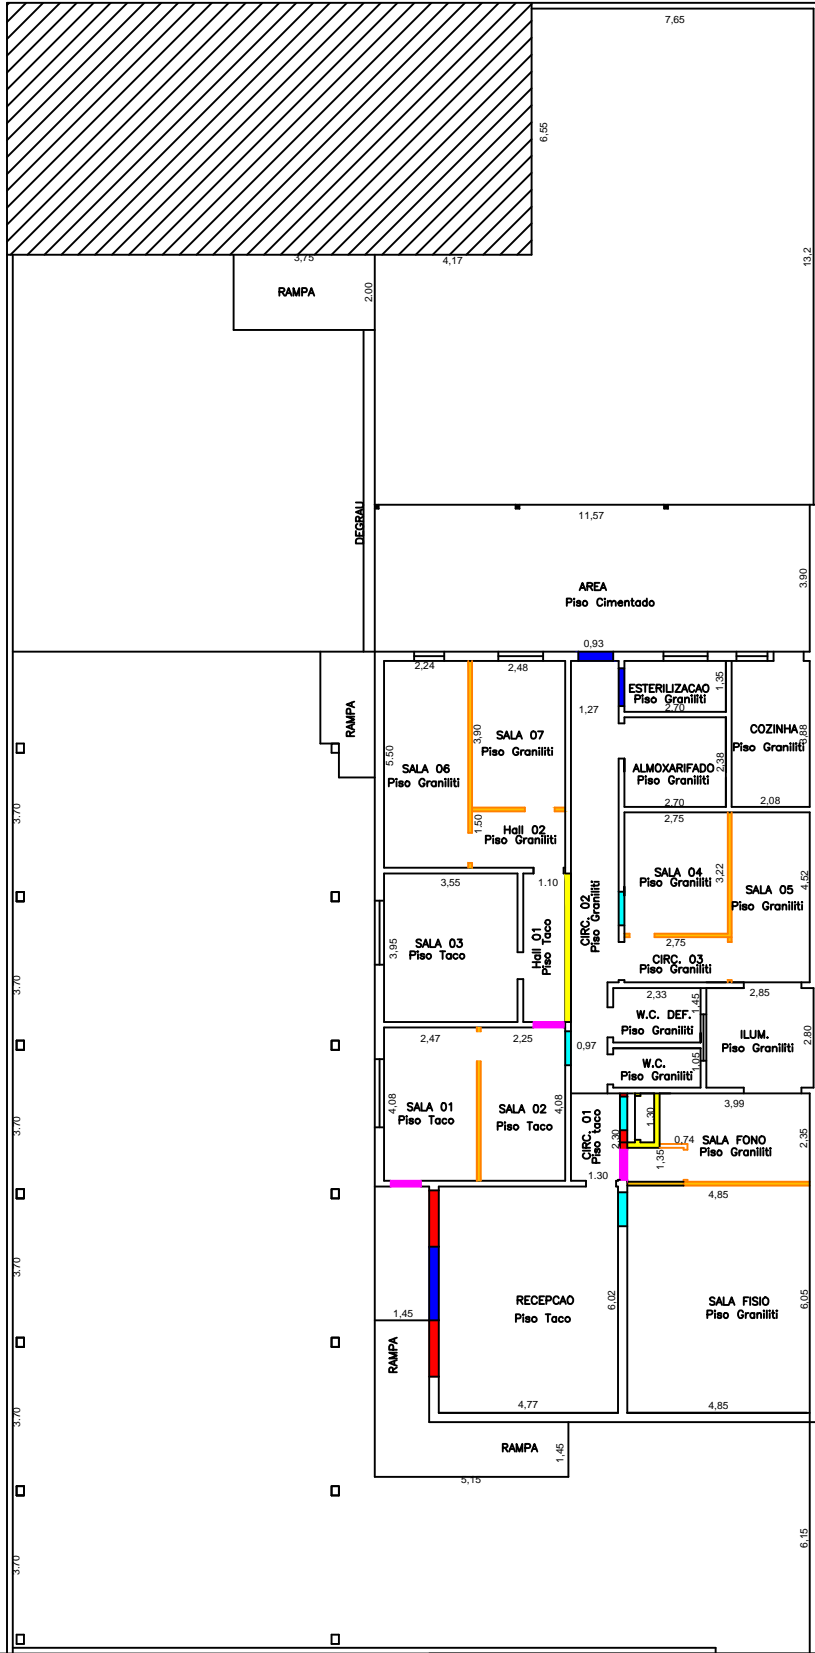 7,65
6,55
13,2
3,75
4,17
RAMPA
2.00
DEGRAU
11,57
3.90
AREA
Piso Cimentado
0,93
2,24
2,48
1,35
ESTERILIZACAO
Piso Graniliti
2.70
1,27
RAMPA
5.50
3,90
SALA 07
Piso Graniliti
COZINHA
Piso Graniliti
SALA 06
Piso Graniliti
ALMOXARIFADO
Piso Graniliti
2,38
2.70
2,08
3.70
1.50
Hall 02
Piso Graniliti
2,75
3,55
1.10
SALA 04
Piso Graniliti
3,22
SALA 05
Piso Graniliti
4,52
3,95
SALA 03
Piso Taco
Hall 01
Piso Taco
CIRC. 02
Piso Graniliti
2,75
CIRC. 03
Piso Graniliti
3.70
2,33
1,45
2,85
W.C. DEF.
Piso Graniliti
ILUM.
Piso Graniliti
2.80
2,47
2,25
0,97
W.C.
Piso Graniliti
1,05
4,08
SALA 01
Piso Taco
SALA 02
Piso Taco
4,08
3,99
3.70
CIRC. 01
Piso taco
2.30
1.30
0,74
SALA FONO
Piso Graniliti
2,35
1,35
1.30
4,85
3.70
RECEPCAO
Piso Taco
6,02
SALA FISIO
Piso Graniliti
6,05
1,45
RAMPA
4,77
4,85
3.70
RAMPA
1,45
5,15
6,15
3.70